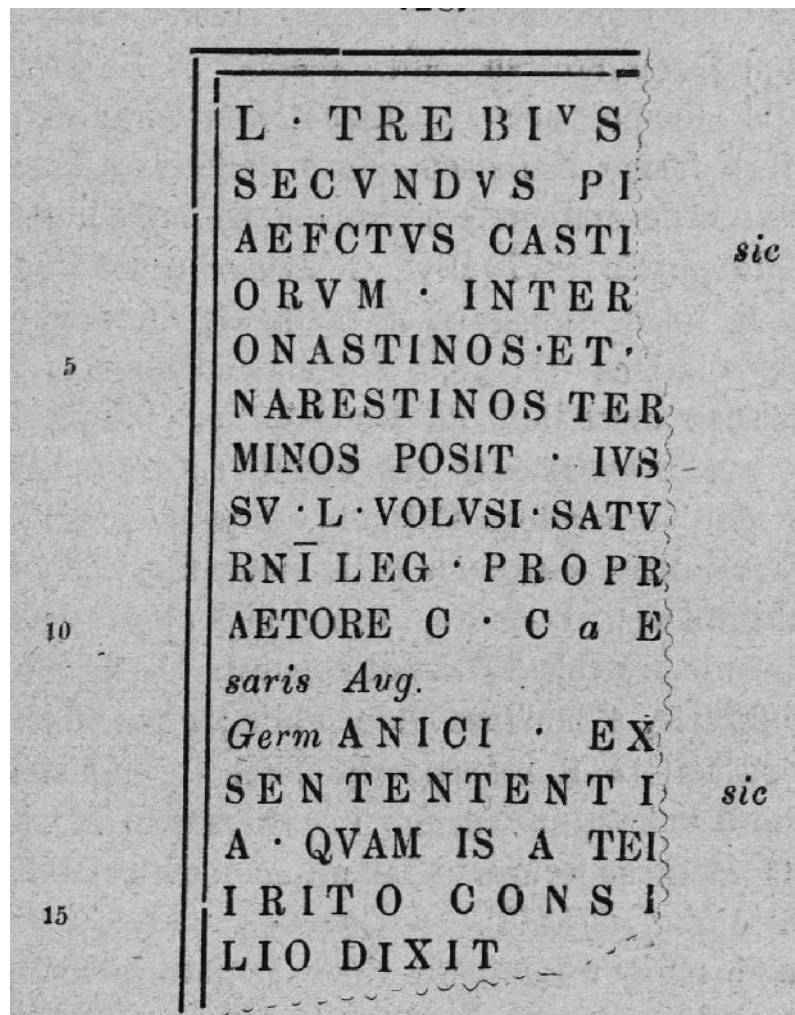 L · TREBIVS
SECVNDVS PI
AEFCTVS CASTI sic
ORVM · INTER
5 ONASTINOS·ET·
NARESTINOS TER
MINOS POSIT · IVS
SV · L · VOLVSI · SATV
RNĪ LEG · PROPR
10 AETORE C · C a E
saris Aug.
Germ ANICI · EX
SENTENTENTI sic
A · QVAM IS A TEI
15 IRITO CONSI
LIO DIXIT